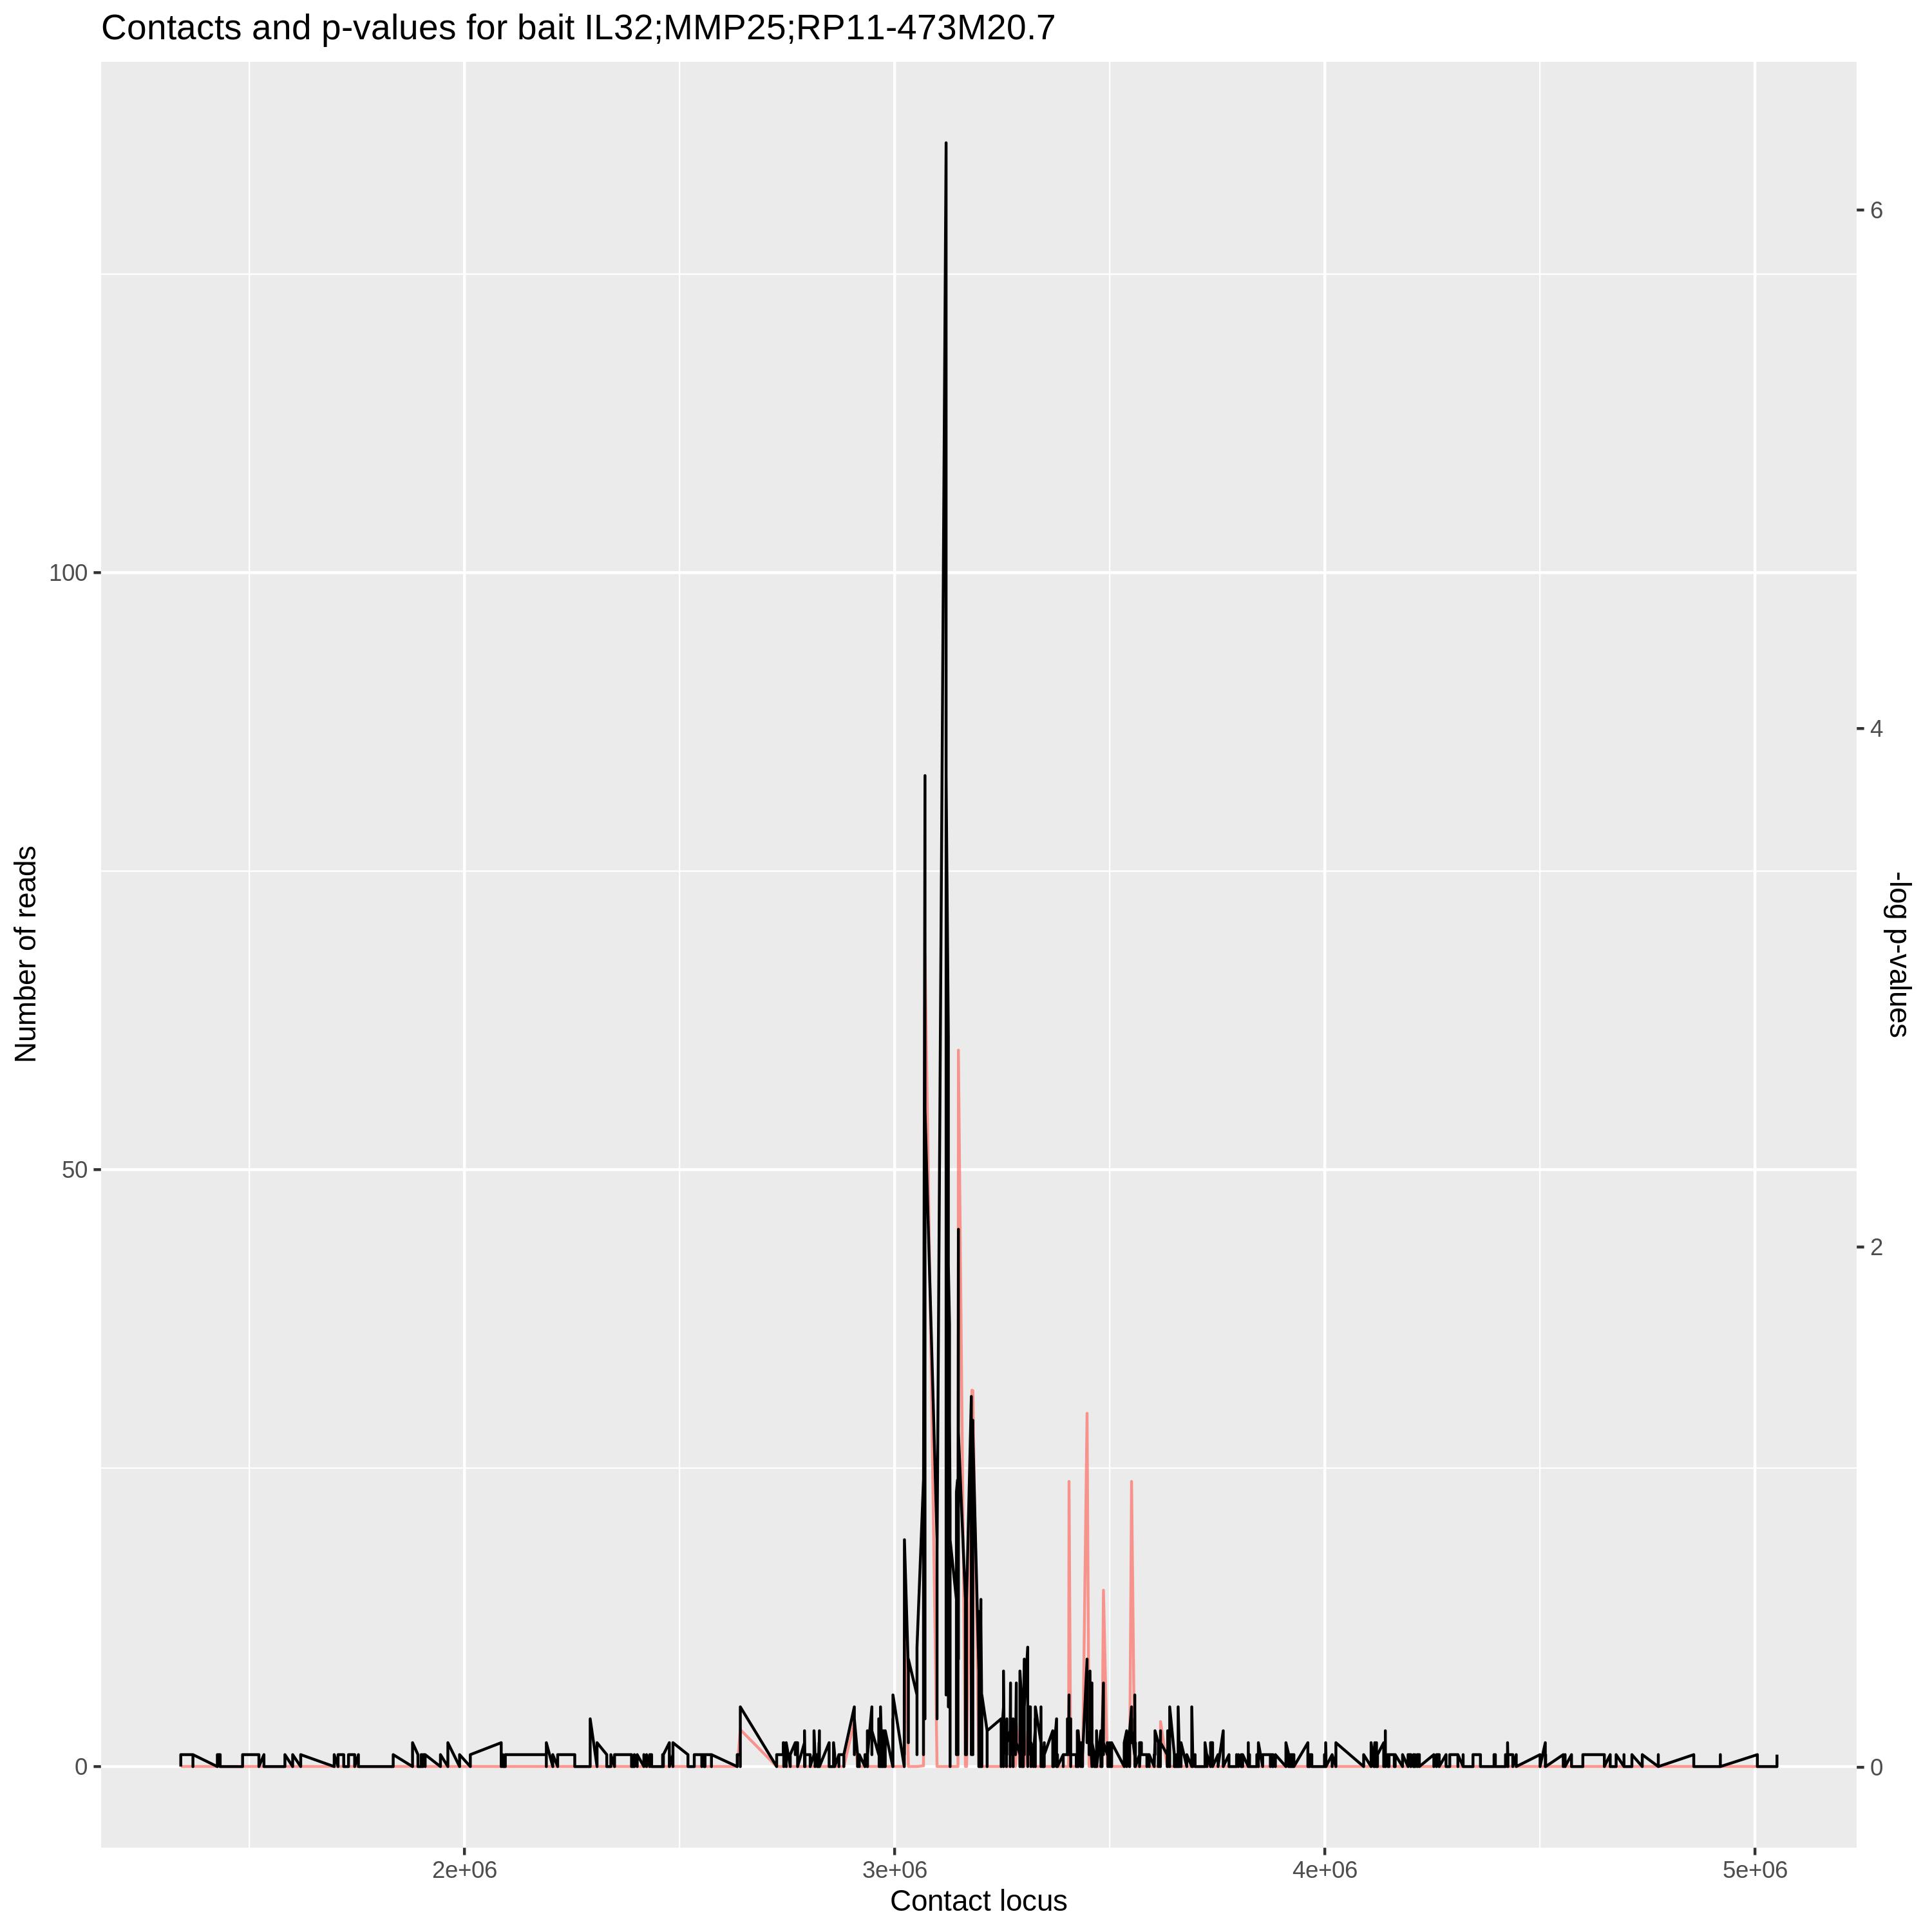 Contacts and p-values for bait IL32;MMP25;RP11-473M20.7
Number of reads
100
50
0
6
4
2
0
-log p-values
2e+06 3e+06 4e+06 5e+06
Contact locus